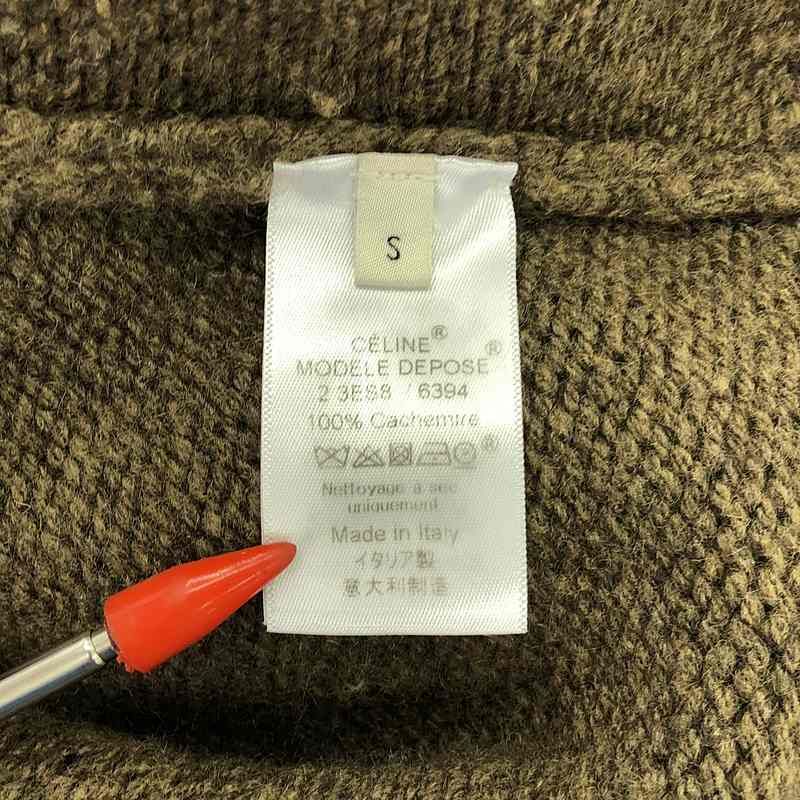 S
CÉLINE®
MODÈLE DEPOSE®
2 3ES8 / 6394
100% Cachemire
®
Nettoyage à sec
uniquement
Made in Italy
イタリア製
意大利制造